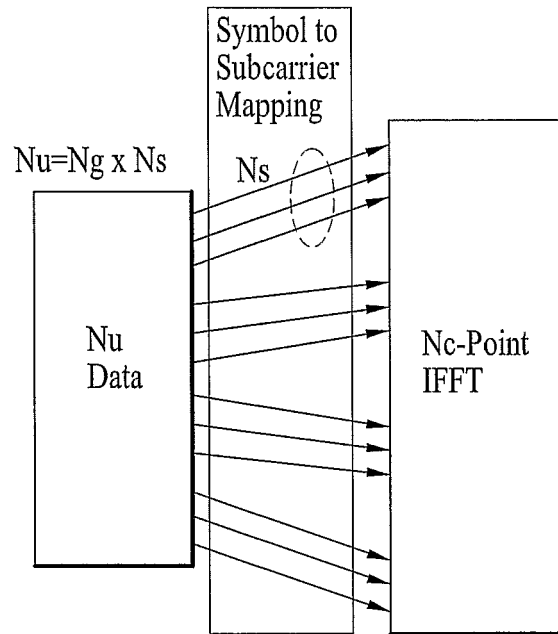 Symbol to
Subcarrier
Mapping
Nu=Ng x Ns
Ns
Nu
Data
Nc-Point
IFFT